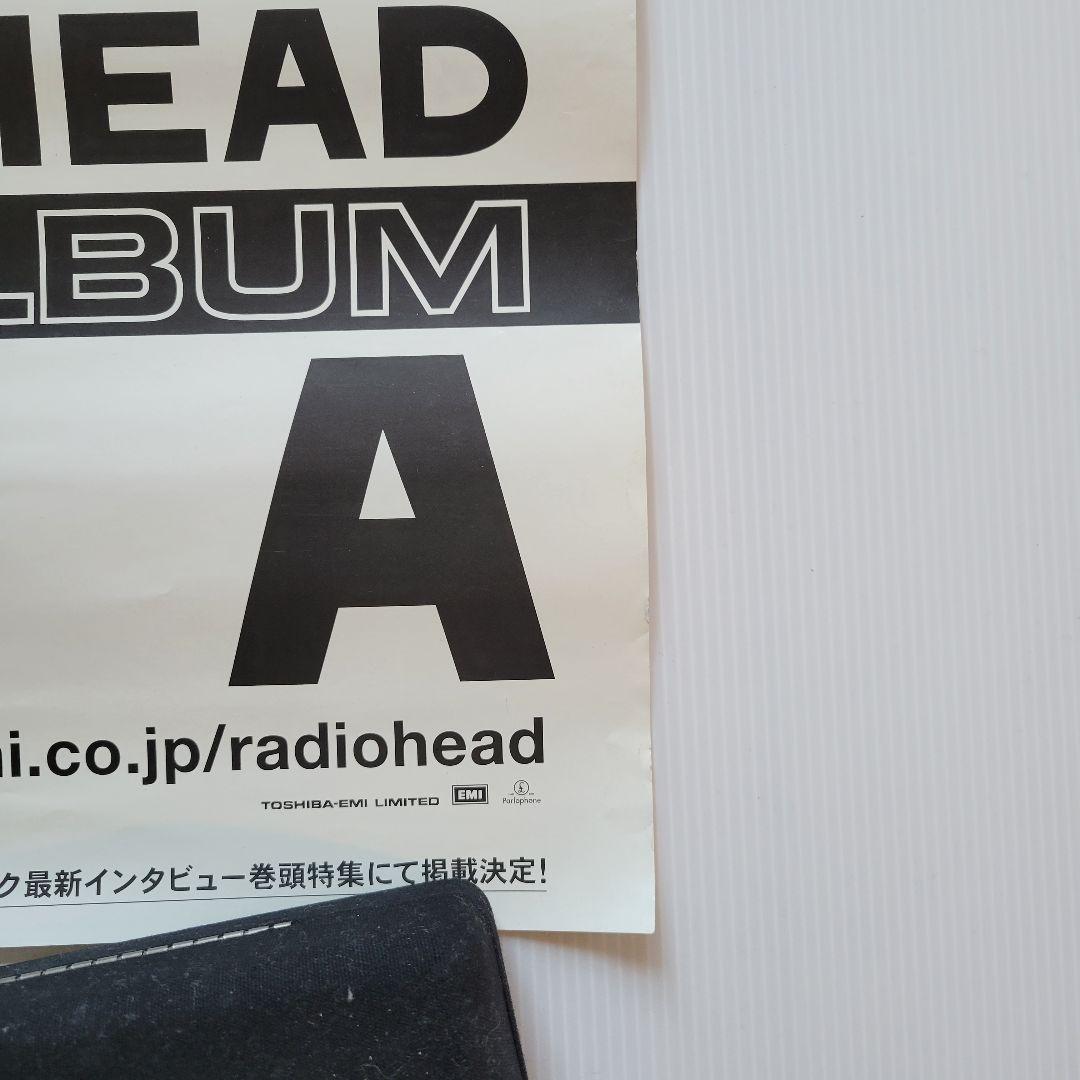 HEAD
LBUM
A
mi.co.jp/radiohead
TOSHIBA-EMI LIMITED EMI Parlophone
ク最新インタビュー巻頭特集にて掲載決定!